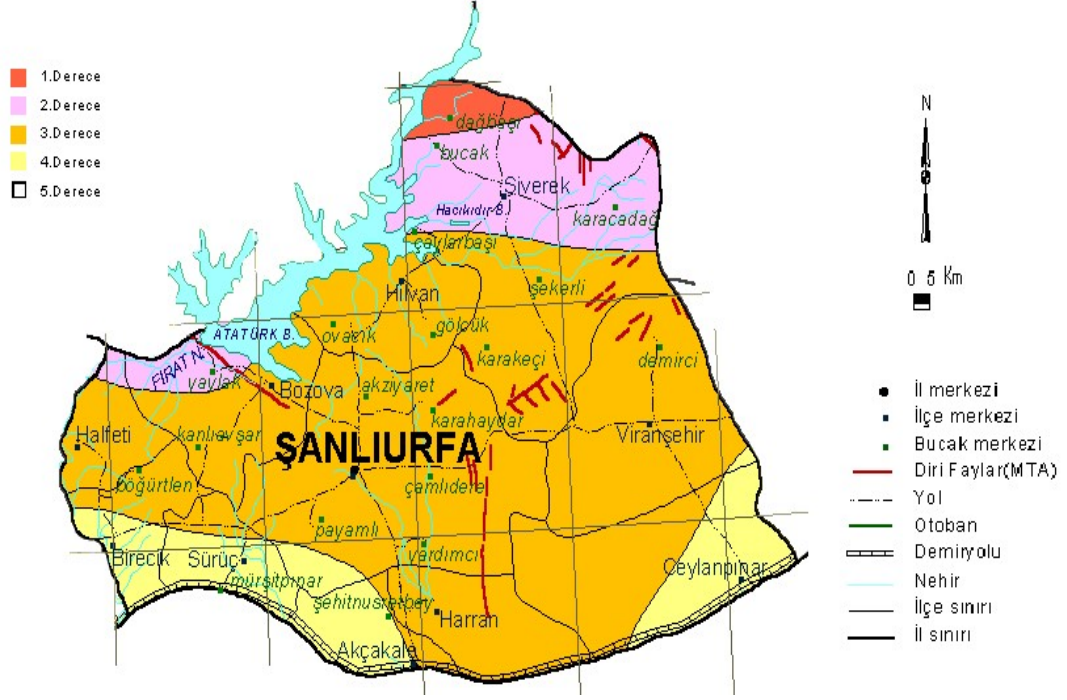 1.Derece
2.Derece
3.Derece
4.Derece
5.Derece
N
0 5 Km
dağbaşı
bucak
Siverek
Hacıkıdır B.
karacadağ
çaylarbaşı
Hilvan
şekerli
ATATÜRK B.
ovacık
gölcük
karakeçi
demirci
FIRAT N.
yaylak
Bozova
akziyaret
karahaydar
Halfeti
kanlıavşar
ŞANLIURFA
Viranşehir
böğürtlen
çamlıdere
payamlı
yardımcı
Birecik
Sürüç
mürşitpınar
Ceylanpınar
şehitnusretbey
Harran
Akçakale
İl merkezi
İlçe merkezi
Bucak merkezi
Diri Faylar(MTA)
Yol
Otoban
Demiryolu
Nehir
İlçe sınırı
İl sınırı